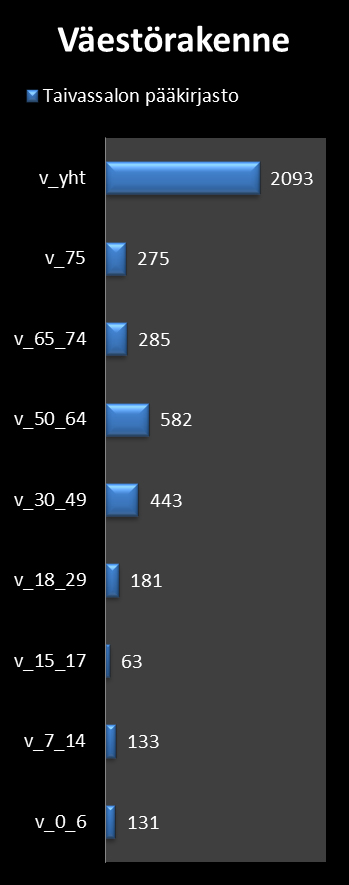 Väestörakenne
Taivassalon pääkirjasto
v_yht 2093
v_75 275
v_65_74 285
v_50_64 582
v_30_49 443
v_18_29 181
v_15_17 63
v_7_14 133
v_0_6 131